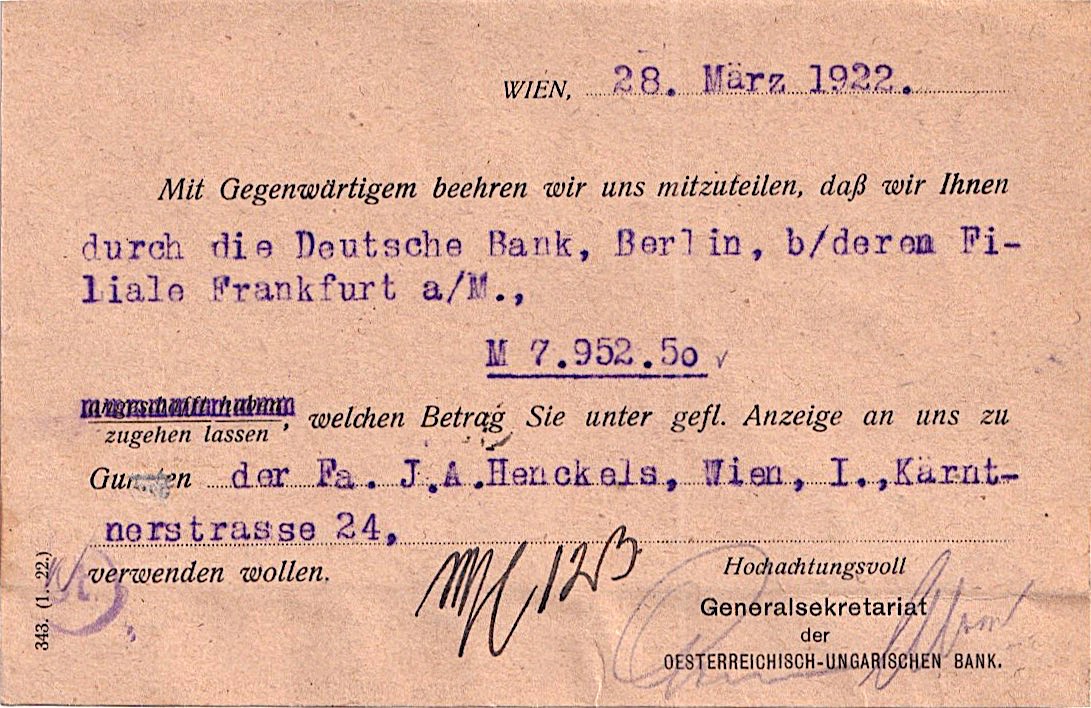 WIEN, 28. März 1922.
Mit Gegenwärtigem beehren wir uns mitzuteilen, daß wir Ihnen
durch die Deutsche Bank, Berlin, b/deren Fi-
liale Frankfurt a/M.,
M 7.952.50
zugehen lassen, welchen Betrag Sie unter gefl. Anzeige an uns zu
der Fa. J.A.Henckels, Wien, I.,Kärnt-
nerstrasse 24,
verwenden wollen.
Hochachtungsvoll
Generalsekretariat
der
OESTERREICHISCH-UNGARISCHEN BANK.
343. (1. 22.)